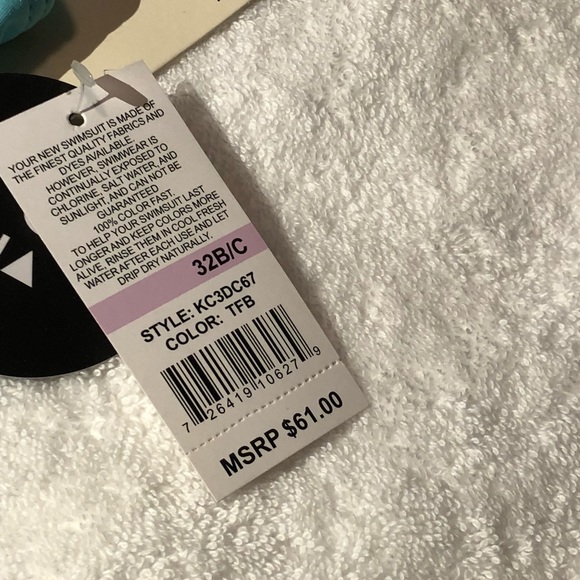 YOUR NEW SWIMSUIT IS MADE OF
THE FINEST QUALITY FABRICS AND
DYES AVAILABLE
HOWEVER, SWIMWEAR IS
CONTINUALLY EXPOSED TO
CHLORINE, SALT WATER, AND
SUNLIGHT, AND CAN NOT BE
GUARANTEED
100% COLOR FAST.
TO HELP YOUR SWIMSUIT LAST
LONGER AND KEEP COLORS MORE
ALIVE, RINSE THEM IN COOL FRESH
WATER AFTER EACH USE AND LET
DRIP DRY NATURALLY.
32B/C
STYLE: KC3DC67
COLOR: TFB
7 26419 10627 9
MSRP $61.00